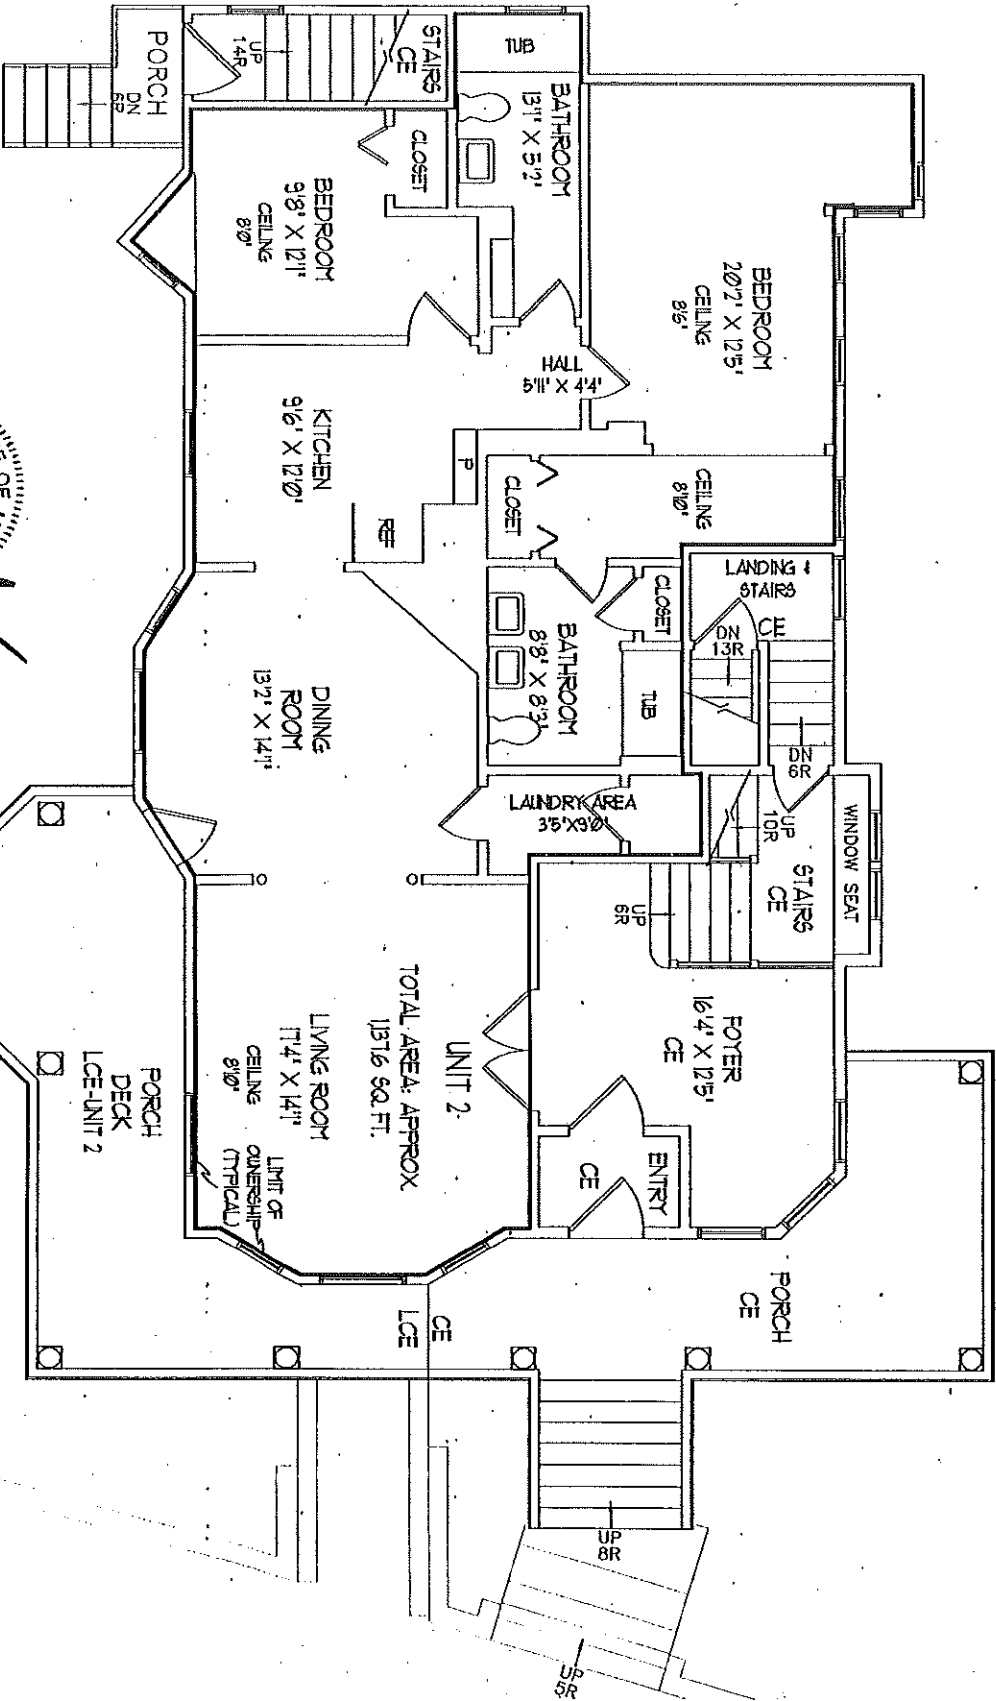 PORCH
DN
6R
UP
14R
STAIRS
CE
TUB
BATHROOM
13'1" X 5'2"
CLOSET
BEDROOM
9'8" X 12'1"
CEILING
8'0"
BEDROOM
20'2" X 12'5"
CEILING
8'6"
HALL
5'11" X 4'4"
KITCHEN
9'6" X 12'0"
P
REF
CLOSET
CEILING
8'10"
LANDING &
STAIRS
CE
DN
13R
CLOSET
BATHROOM
8'8" X 8'3"
TUB
DN
6R
DINING
ROOM
13'2" X 14'1"
LAUNDRY AREA
3'5"X9'0"
UP
10R
WINDOW SEAT
STAIRS
CE
UP
6R
FOYER
16'4" X 12'5"
CE
UNIT 2
TOTAL AREA: APPROX
1,137.6 SQ. FT.
LIVING ROOM
17'4" X 14'1"
CEILING
8'10"
ENTRY
CE
PORCH
DECK
LCE-UNIT 2
LIMIT OF
OWNERSHIP
(TYPICAL)
PORCH
CE
CE
LCE
UP
8R
UP
5R